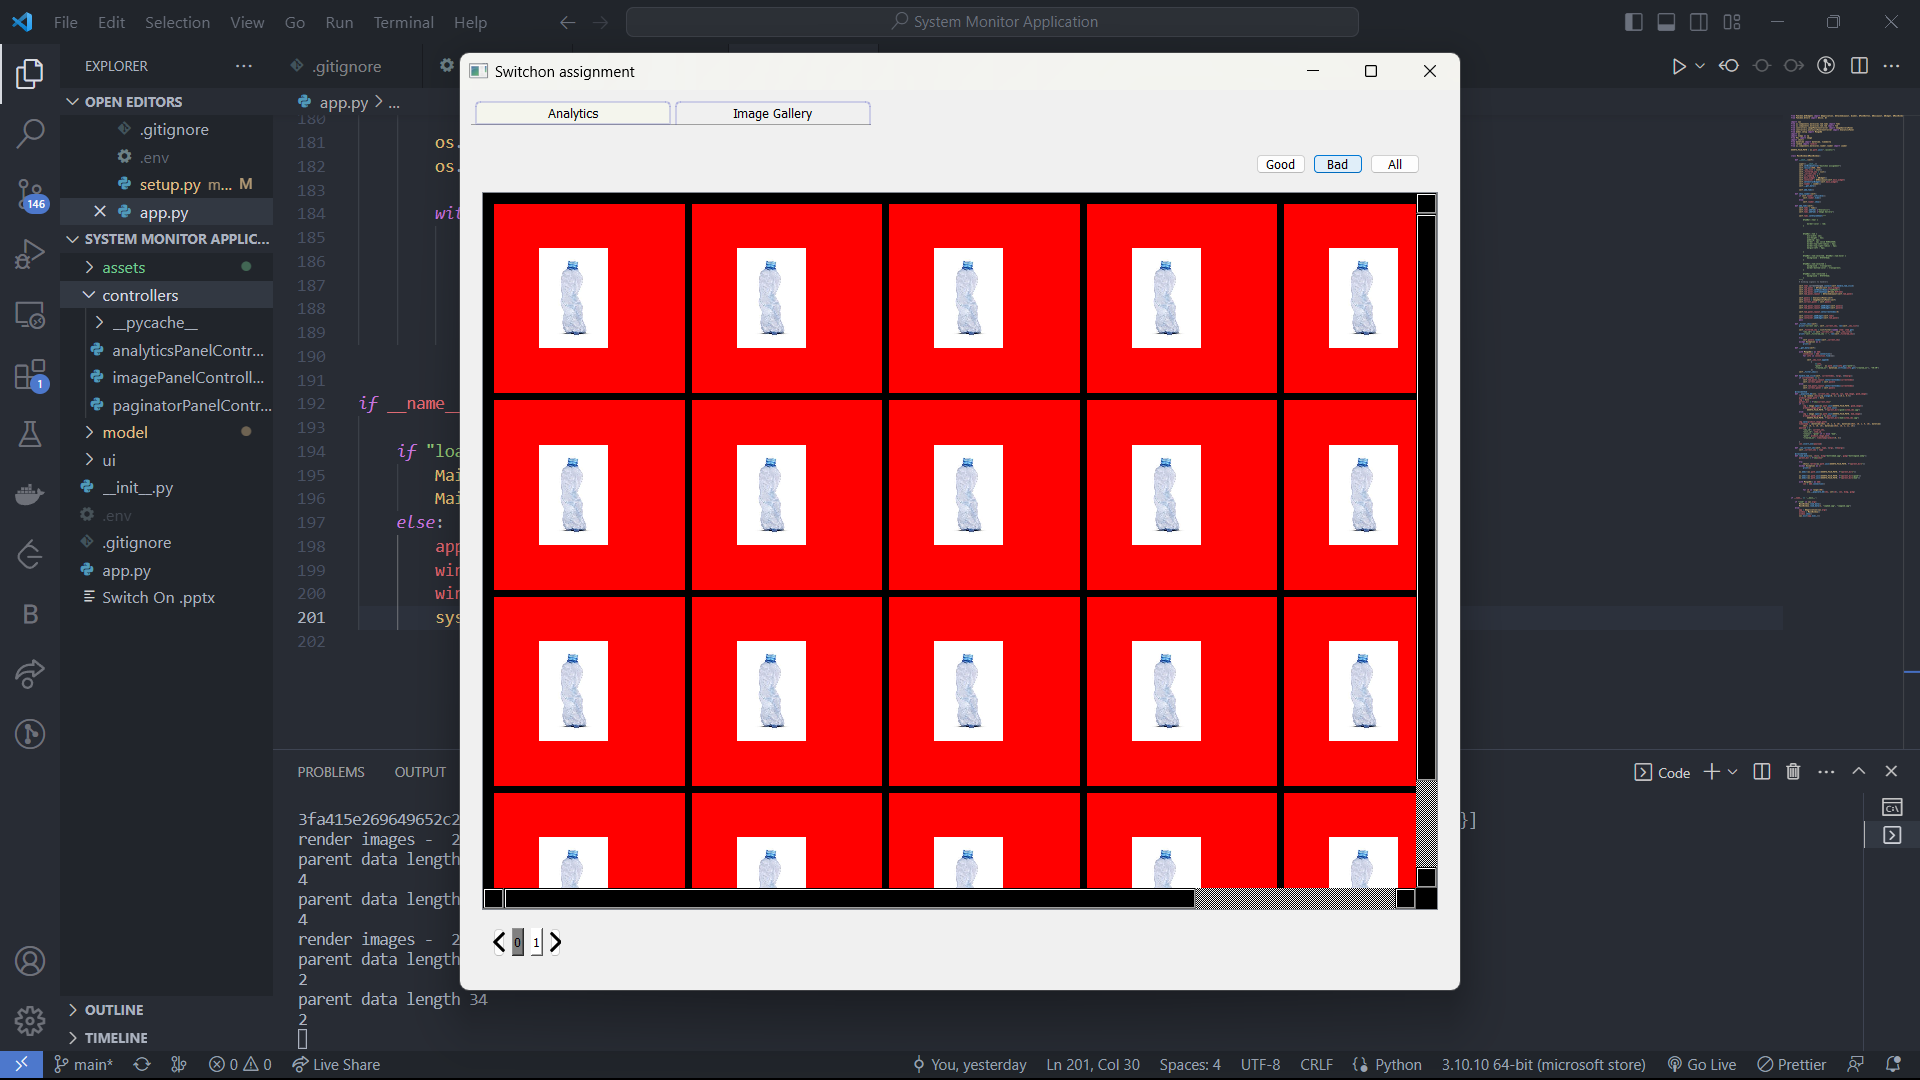 File Edit Selection View Go Run Terminal Help
System Monitor Application
EXPLORER
.gitignore
OPEN EDITORS
.gitignore
.env
setup.py m... M
app.py
SYSTEM MONITOR APPLIC...
assets
controllers
__pycache__
analyticsPanelContr...
imagePanelControll...
paginatorPanelContr...
model
ui
__init__.py
.env
.gitignore
app.py
Switch On .pptx
OUTLINE
TIMELINE
146
1
app.py > ...
180
181 os.
182 os.
183
184 wit
185
186
187
188
189
190
191
192 if __name__
193
194 if "loa
195 Mai
196 Mai
197 else:
198 app
199 win
200 win
201 sys
202
Switchon assignment
Analytics Image Gallery
Good Bad All
0 1
PROBLEMS OUTPUT
Code
3fa415e269649652c2 }]
render images - 2
parent data length
4
parent data length
4
render images - 2
parent data length
2
parent data length 34
2
main* 0 0 Live Share You, yesterday Ln 201, Col 30 Spaces: 4 UTF-8 CRLF Python 3.10.10 64-bit (microsoft store) Go Live Prettier